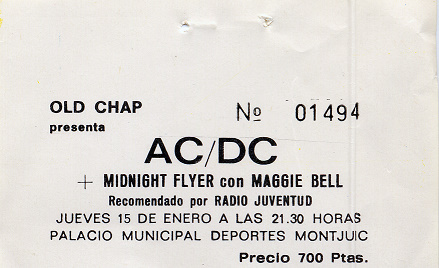 OLD CHAP Nº 01494
presenta
AC/DC
+ MIDNIGHT FLYER con MAGGIE BELL
Recomendado por RADIO JUVENTUD
JUEVES 15 DE ENERO A LAS 21.30 HORAS
PALACIO MUNICIPAL DEPORTES MONTJUIC
Precio 700 Ptas.